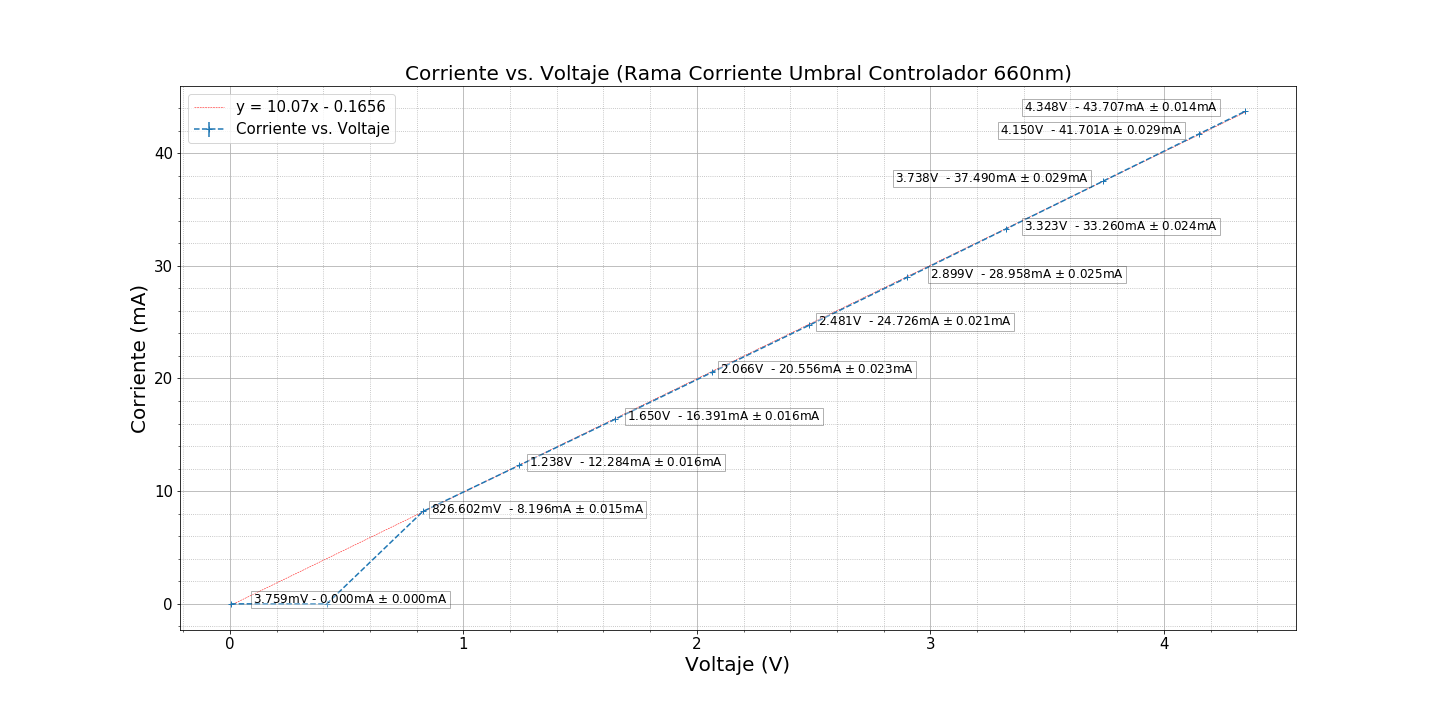 Corriente vs. Voltaje (Rama Corriente Umbral Controlador 660nm)
y = 10.07x - 0.1656
Corriente vs. Voltaje
4.348V - 43.707mA ± 0.014mA
4.150V - 41.701A ± 0.029mA
3.738V - 37.490mA ± 0.029mA
3.323V - 33.260mA ± 0.024mA
2.899V - 28.958mA ± 0.025mA
2.481V - 24.726mA ± 0.021mA
2.066V - 20.556mA ± 0.023mA
1.650V - 16.391mA ± 0.016mA
1.238V - 12.284mA ± 0.016mA
826.602mV - 8.196mA ± 0.015mA
3.759mV - 0.000mA ± 0.000mA
40
30
20
10
0
Corriente (mA)
0 1 2 3 4
Voltaje (V)